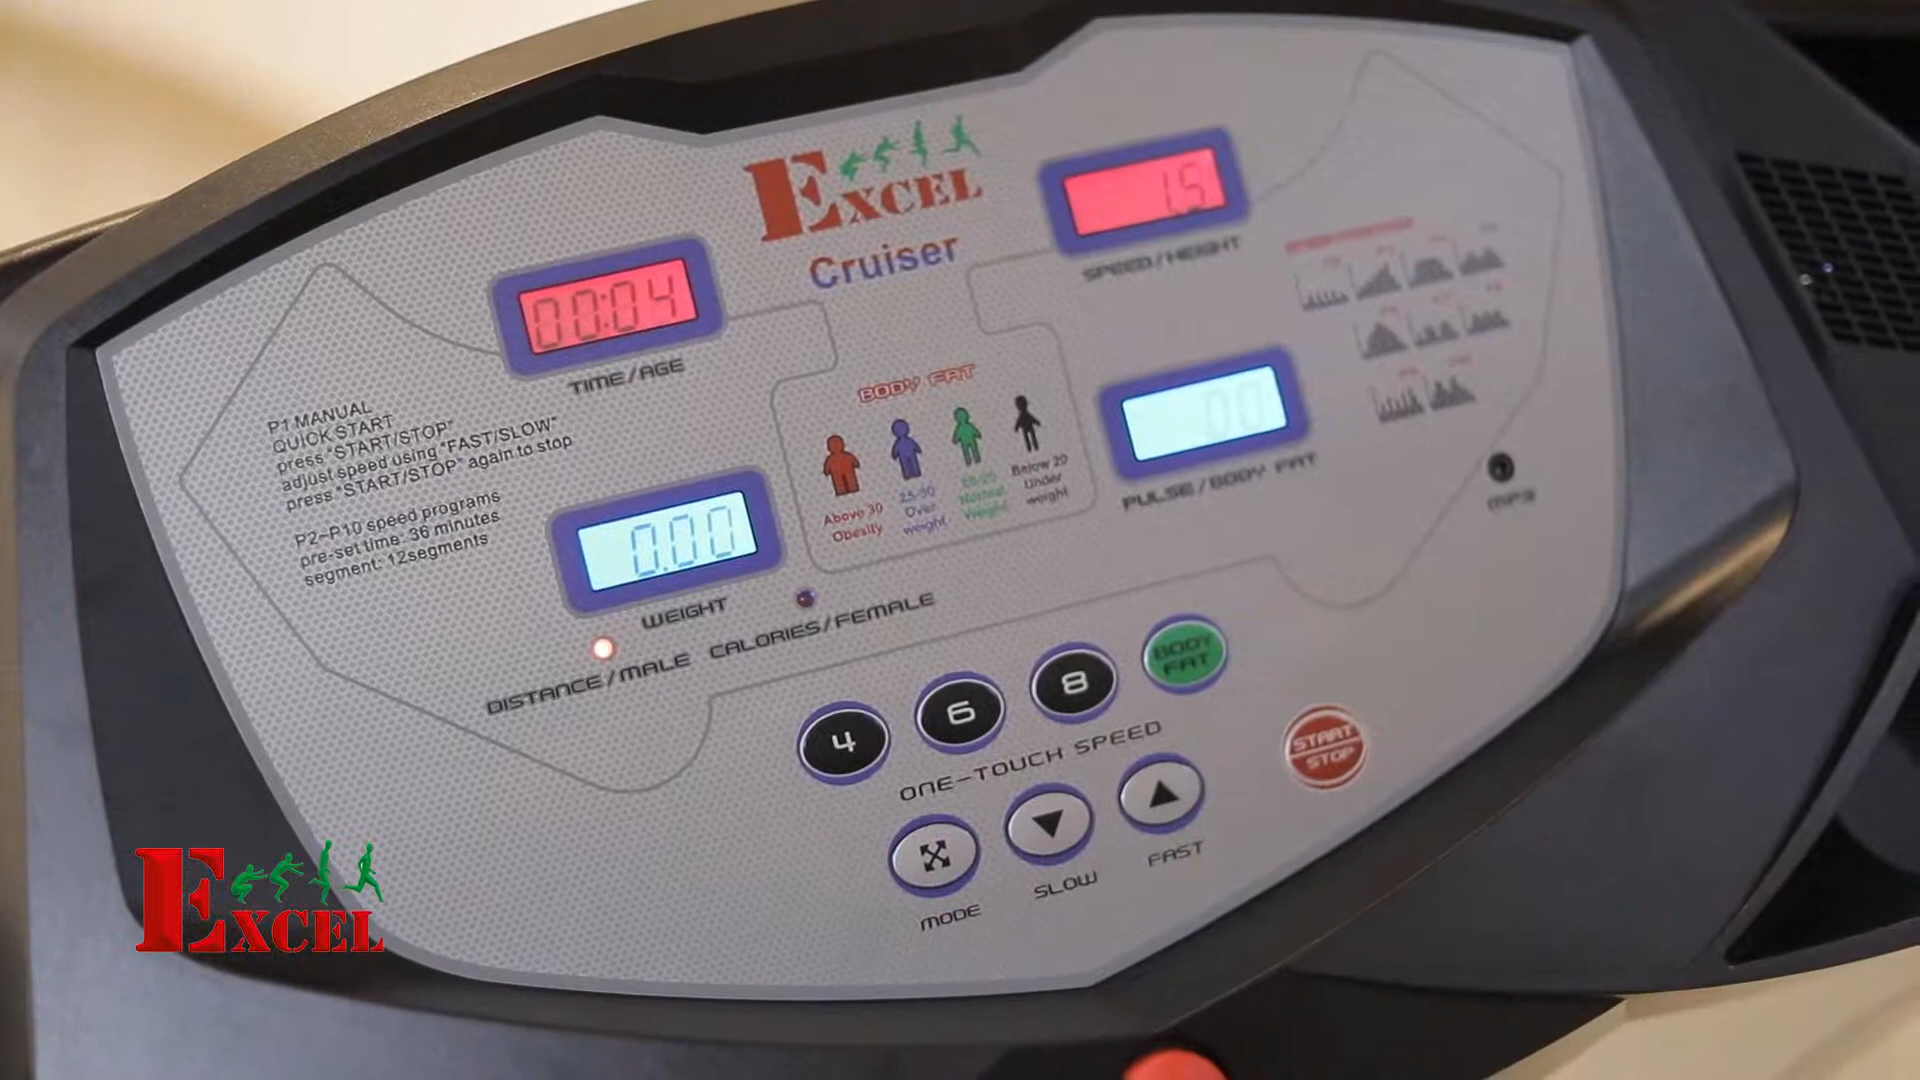 EXCEL
Cruiser
1.5
SPEED/HEIGHT
00:04
TIME/AGE
P1 MANUAL
QUICK START
press "START/STOP"
adjust speed using "FAST/SLOW"
press "START/STOP" again to stop
P2~P10 speed programs
pre-set time: 36 minutes
segment: 12segments
BODY FAT
Above 30
Obesity
25-30
Over
weight
Normal
Weight
Below 20
Under
weight
00
PULSE/BODY FAT
MP3
0.00
WEIGHT
DISTANCE/MALE CALORIES/FEMALE
4
6
8
BODY
FAT
ONE-TOUCH SPEED
START
STOP
MODE
SLOW
FAST
EXCEL